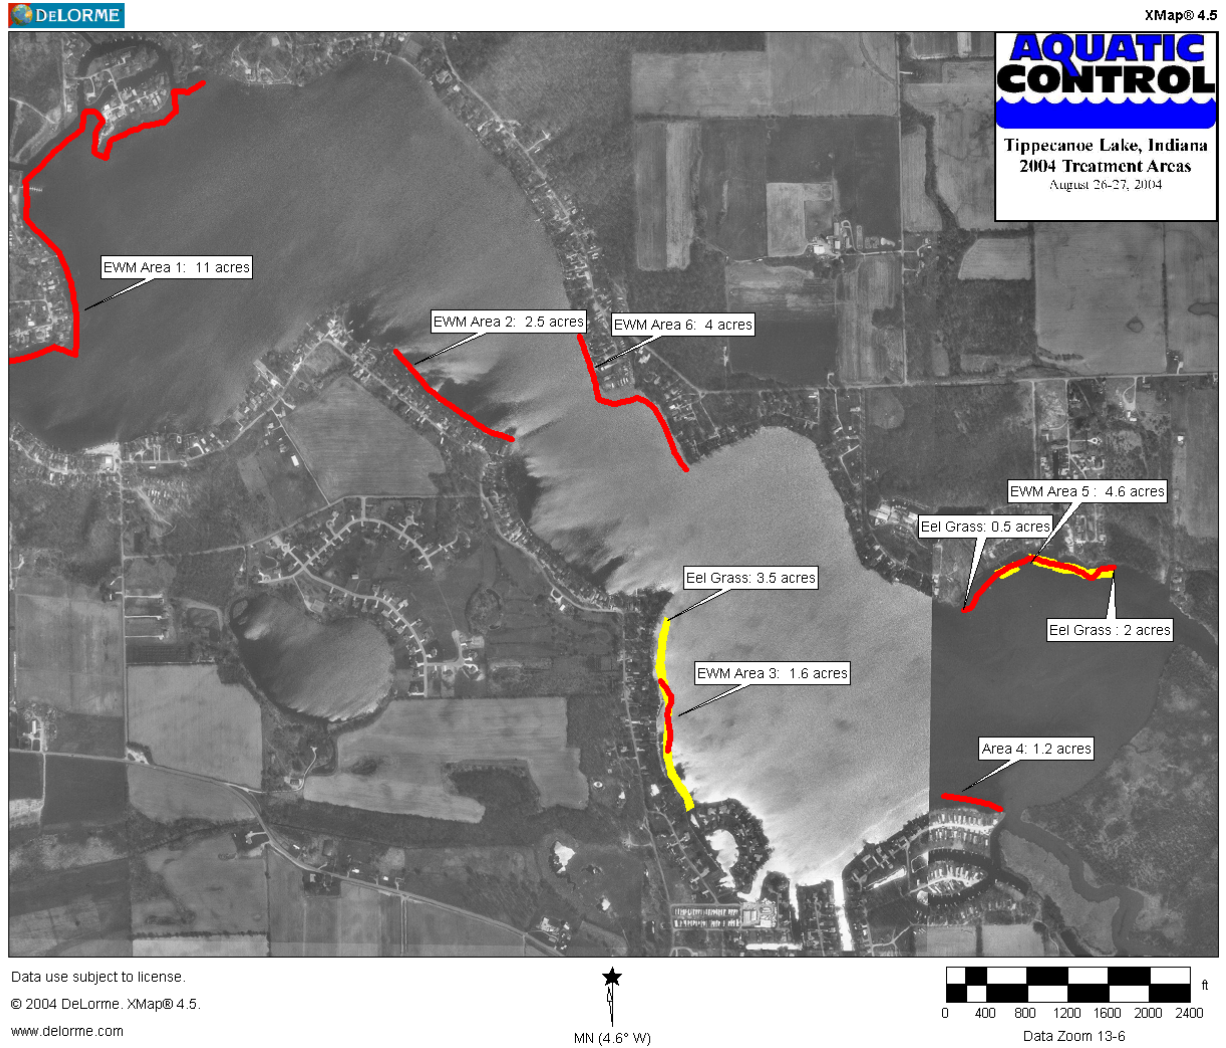 DELORME
XMap® 4.5
AQUATIC
CONTROL
Tippecanoe Lake, Indiana
2004 Treatment Areas
August 26-27, 2004
EWM Area 1: 11 acres
EWM Area 2: 2.5 acres
EWM Area 6: 4 acres
EWM Area 5 : 4.6 acres
Eel Grass: 0.5 acres
Eel Grass: 3.5 acres
Eel Grass : 2 acres
EWM Area 3: 1.6 acres
Area 4: 1.2 acres
Data use subject to license.
© 2004 DeLorme. XMap® 4.5.
www.delorme.com
MN (4.6° W)
ft
0 400 800 1200 1600 2000 2400
Data Zoom 13-6